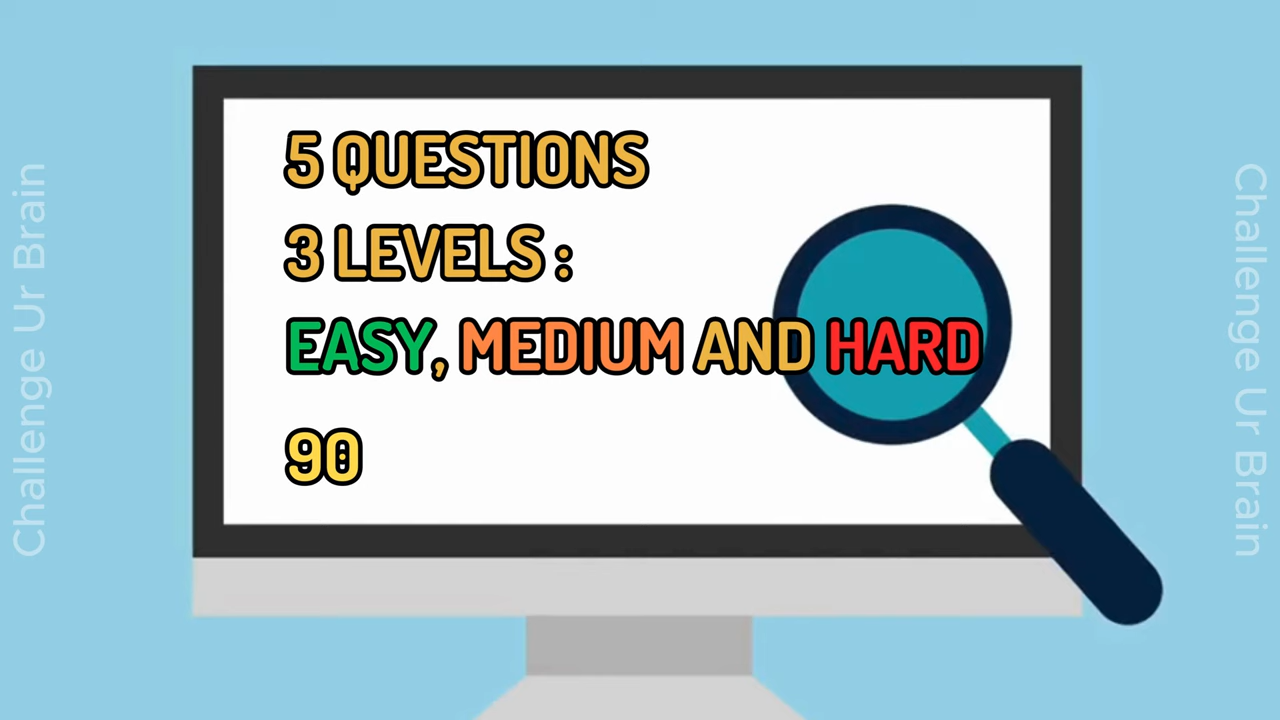 5 QUESTIONS
3 LEVELS :
EASY, MEDIUM AND HARD
90
Challenge Ur Brain
Challenge Ur Brain